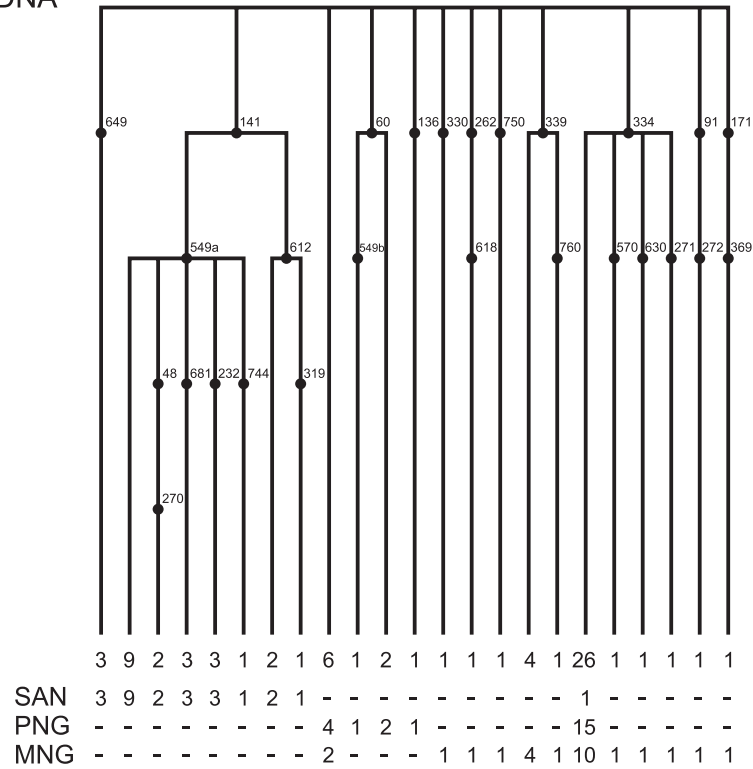 DNA
649 141 60 136 330 262 750 339 334 91 171
549a 612 549b 618 760 570 630 271 272 369
48 681 232 744 319
270
3 9 2 3 3 1 2 1 6 1 2 1 1 1 1 4 1 26 1 1 1 1 1
SAN 3 9 2 3 3 1 2 1 - - - - - - - - - 1 - - - - -
PNG - - - - - - - - 4 1 2 1 - - - - - 15 - - - - -
MNG - - - - - - - - 2 - - - 1 1 1 4 1 10 1 1 1 1 1